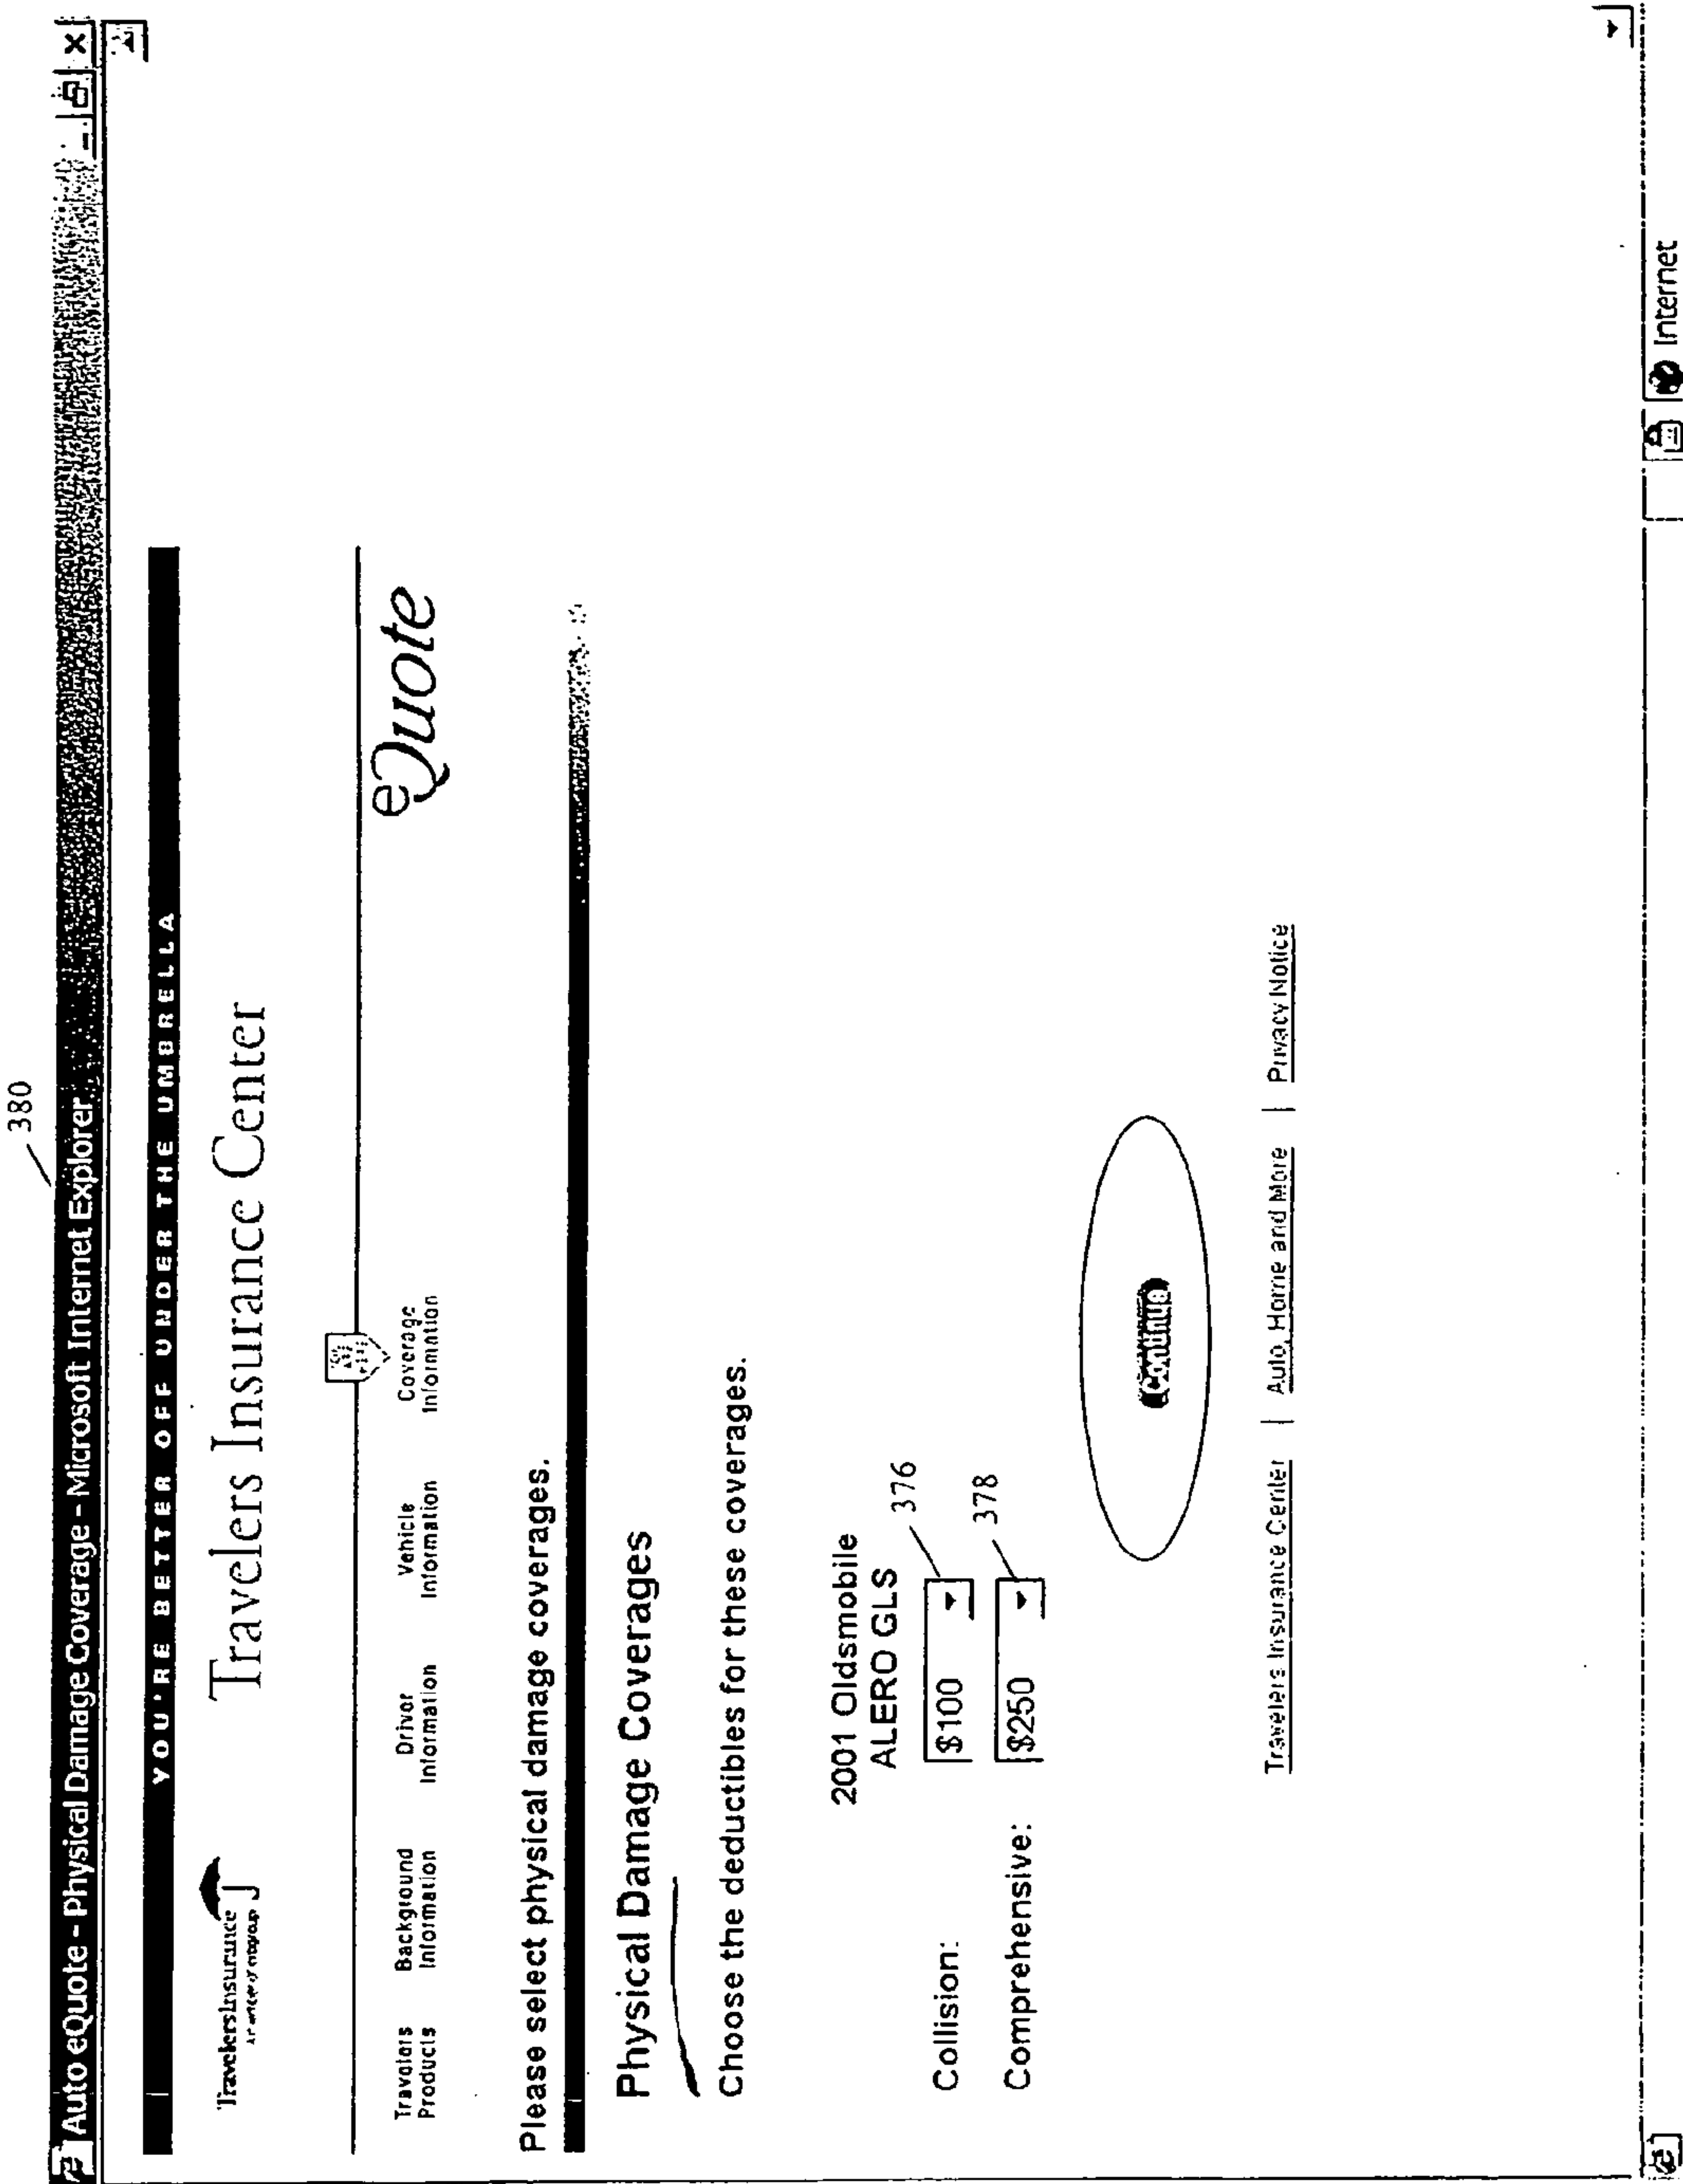 380
Auto eQuote - Physical Damage Coverage - Microsoft Internet Explorer
YOU'RE BETTER OFF UNDER THE UMBRELLA
TravelersInsurance
Travelers Insurance Center
Travelers Products
Background Information
Driver Information
Vehicle Information
Coverage Information
eQuote
Please select physical damage coverages.
Physical Damage Coverages
Choose the deductibles for these coverages.
2001 Oldsmobile
ALERO GLS
Collision: $100 376
Comprehensive: $250 378
Continue
Travelers Insurance Center | Auto, Home and More | Privacy Notice
Internet